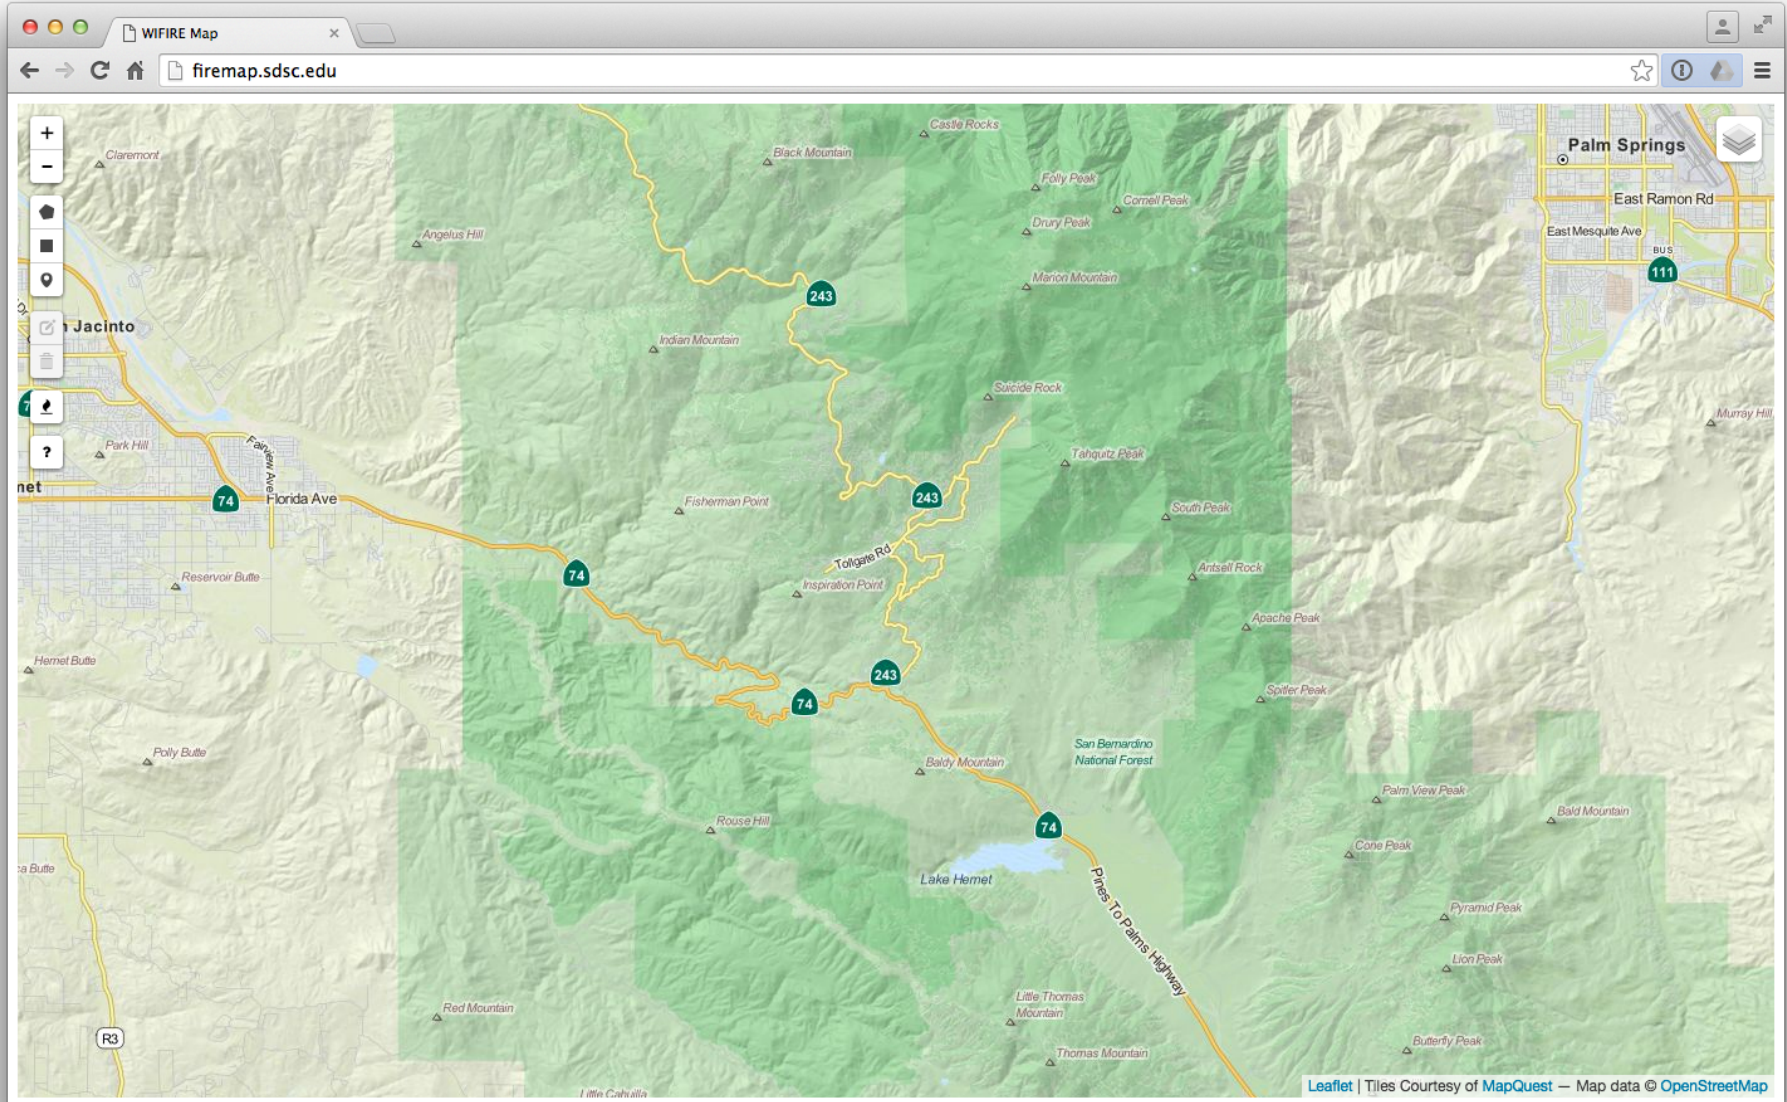 WIFIRE Map
firemap.sdsc.edu
+
−
?
Claremont
Castle Rocks
Black Mountain
Palm Springs
Folly Peak
Cornell Peak
East Ramon Rd
Drury Peak
East Mesquite Ave
Angelus Hill
BUS
111
Marion Mountain
243
Jacinto
Indian Mountain
Suicide Rock
Murray Hill
Park Hill
Fairview Ave
Tahquitz Peak
net
74
Florida Ave
243
Fisherman Point
South Peak
Tollgate Rd
74
Reservoir Butte
Inspiration Point
Antsell Rock
Apache Peak
Hemet Butte
243
74
Spitler Peak
San Bernardino
National Forest
Polly Butte
Baldy Mountain
Palm View Peak
Bald Mountain
Rouse Hill
74
Cone Peak
ca Butte
Lake Hemet
Pines To Palms Highway
Pyramid Peak
Lion Peak
Red Mountain
Little Thomas
Mountain
R3
Butterfly Peak
Thomas Mountain
Little Cahuilla
Leaflet | Tiles Courtesy of MapQuest — Map data © OpenStreetMap